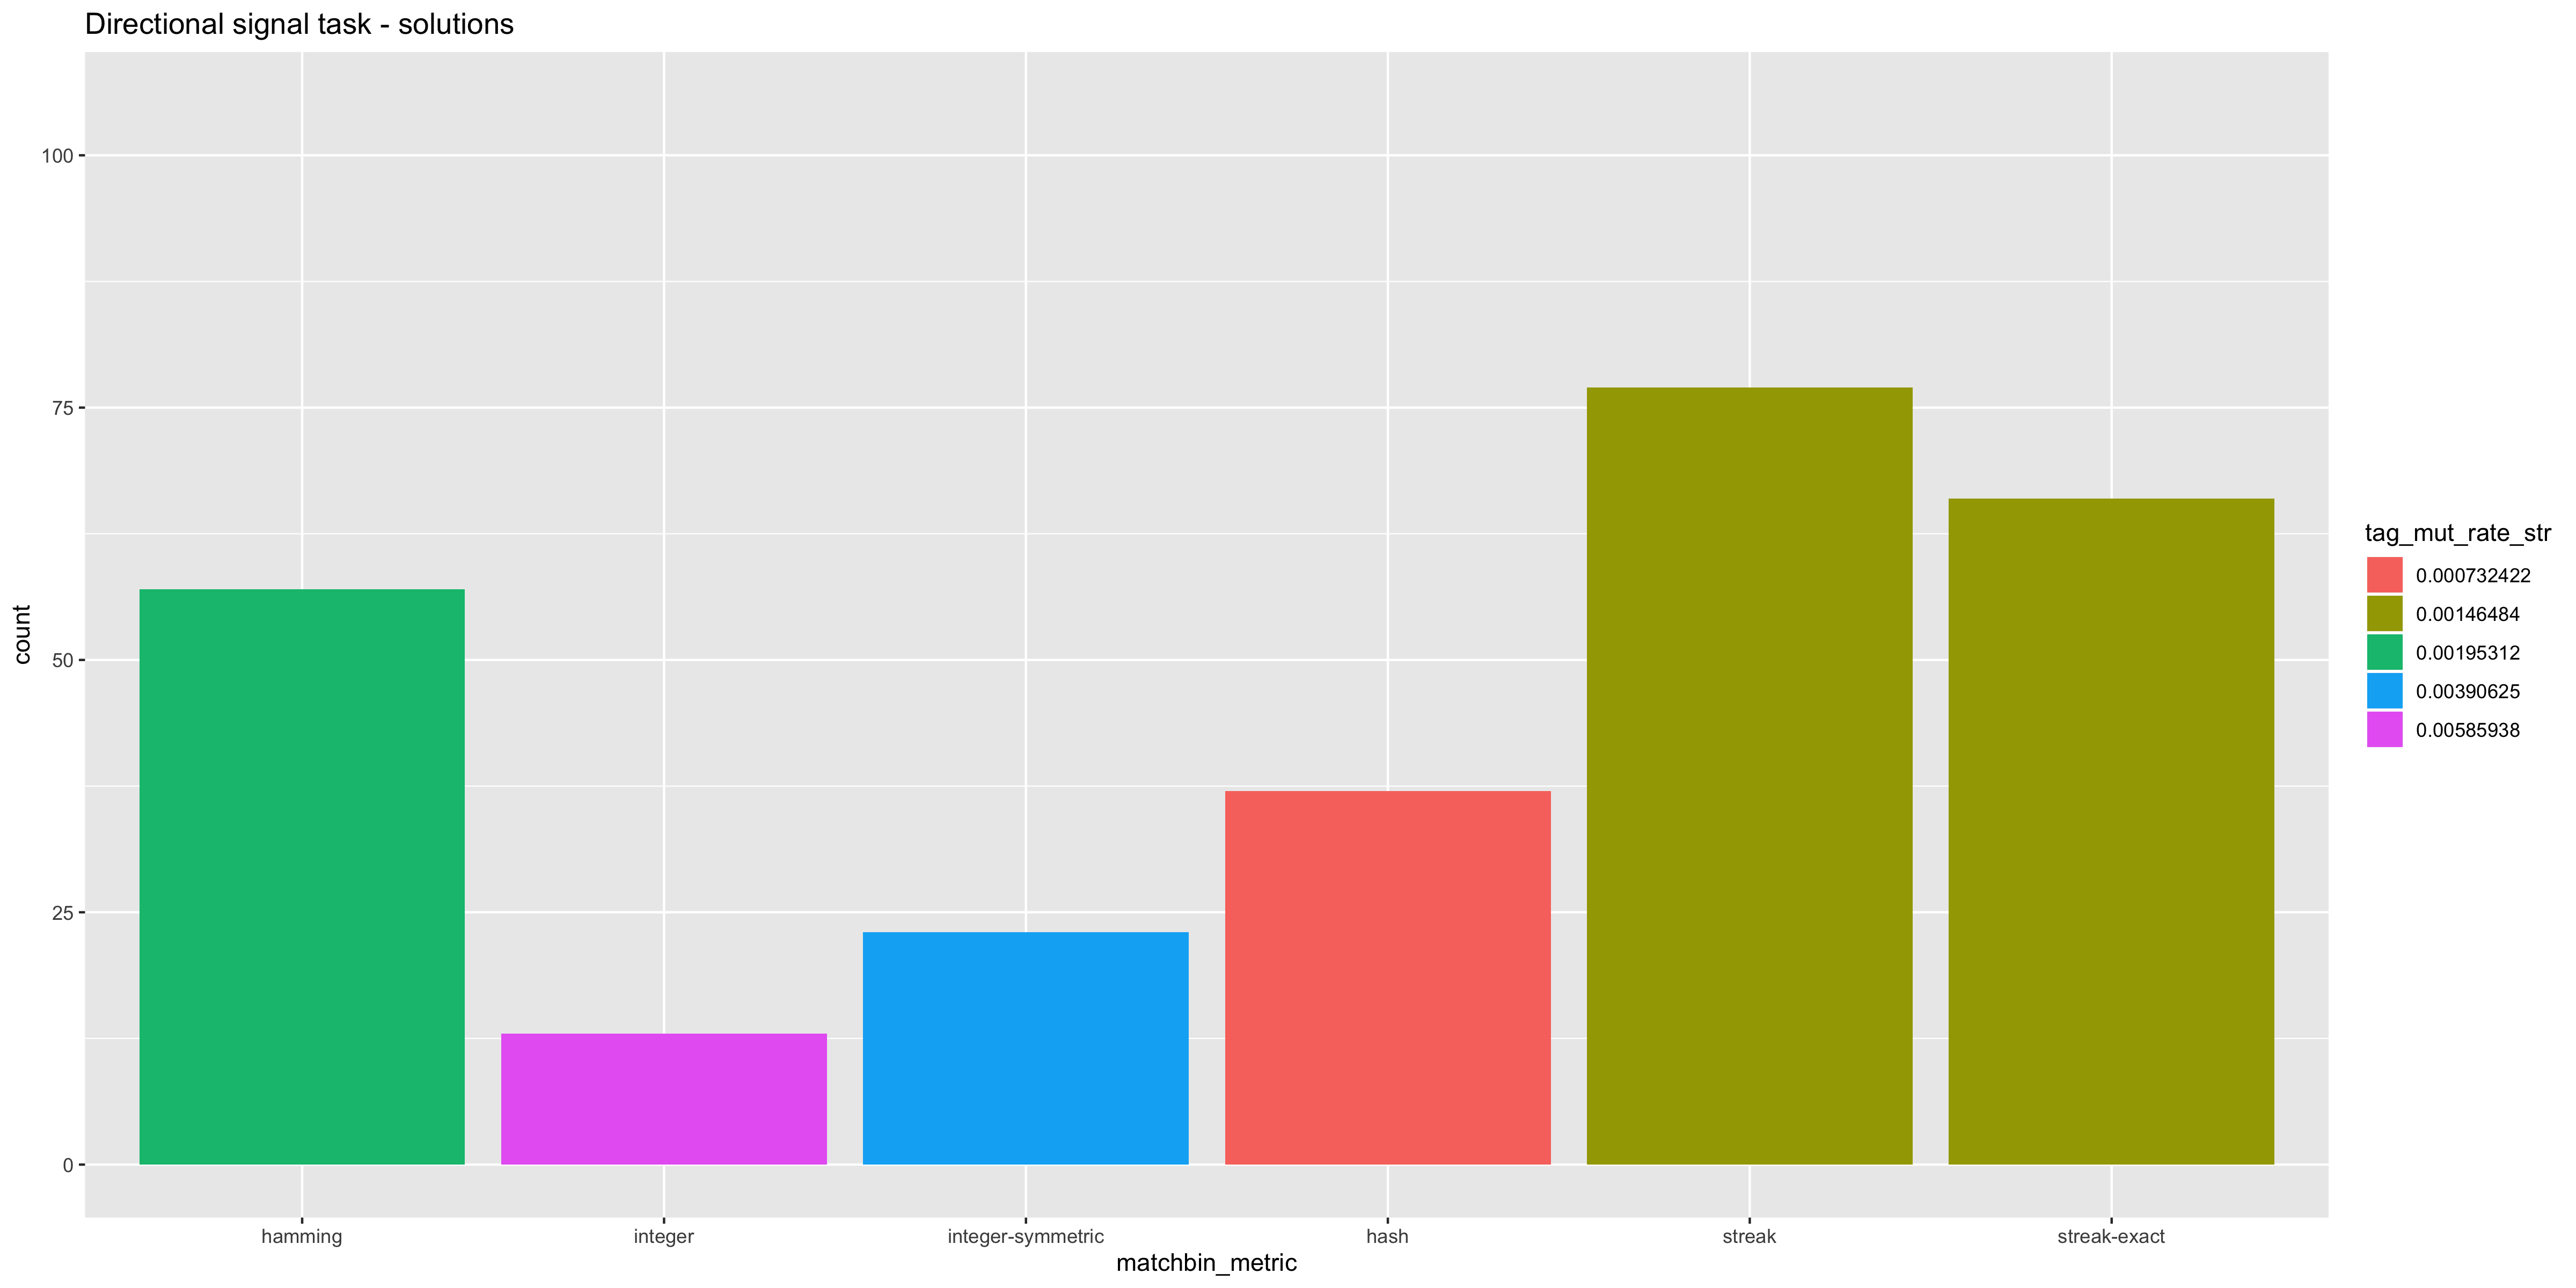 Directional signal task - solutions
count
100
75
50
25
0
hamming
integer
integer-symmetric
hash
streak
streak-exact
matchbin_metric
tag_mut_rate_str
0.000732422
0.00146484
0.00195312
0.00390625
0.00585938